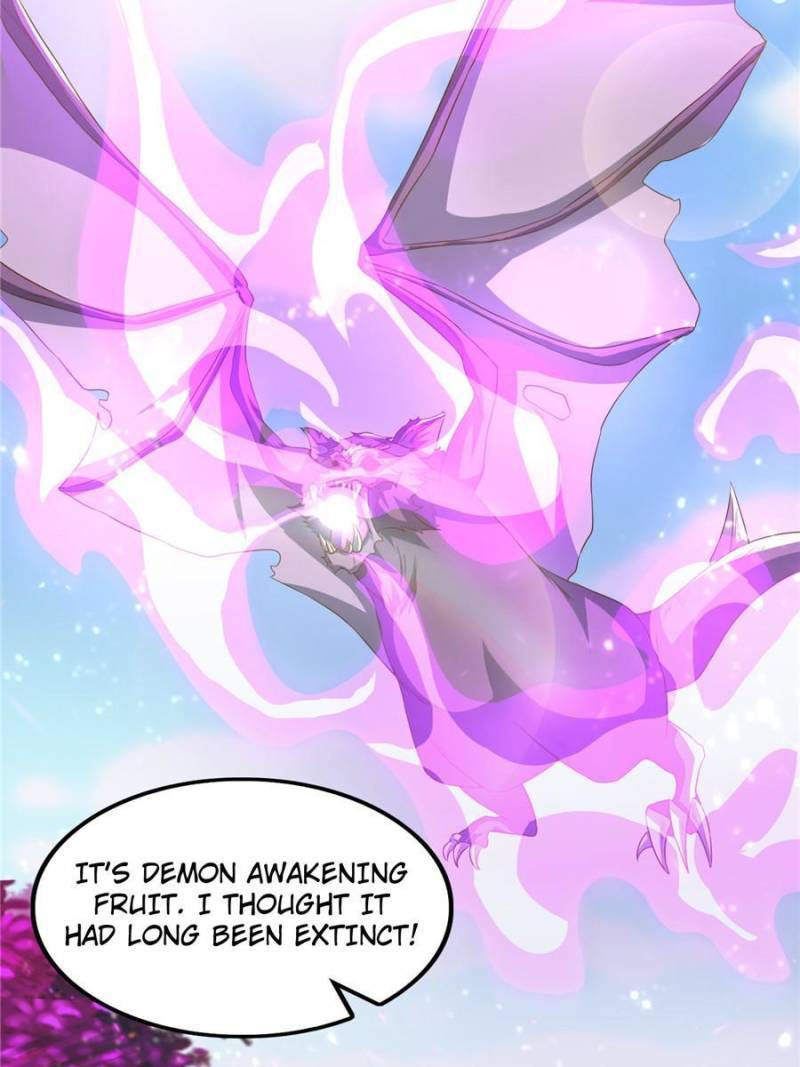 IT'S DEMON AWAKENING
FRUIT. I THOUGHT IT
HAD LONG BEEN EXTINCT!